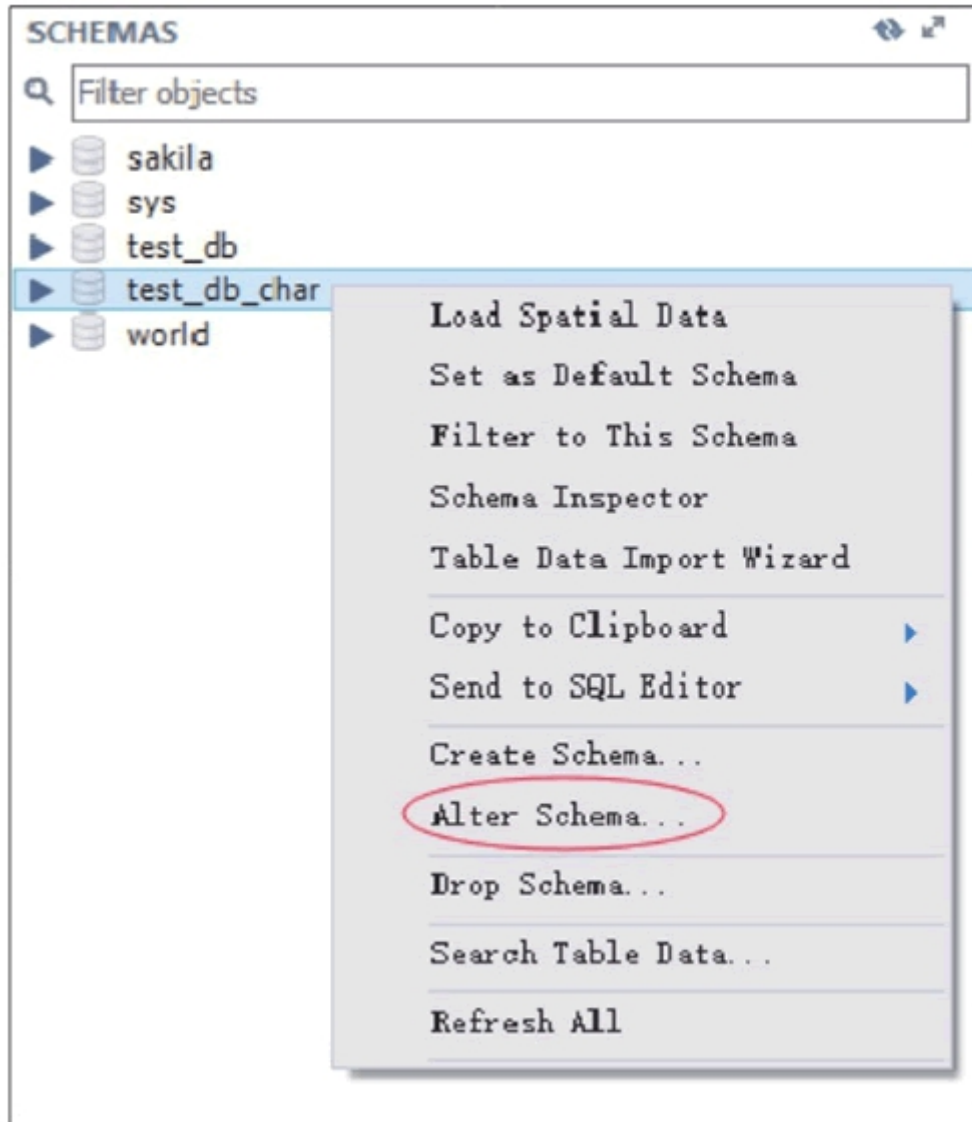 SCHEMAS
Filter objects
sakila
sys
test_db
test_db_char
world
Load Spatial Data
Set as Default Schema
Filter to This Schema
Schema Inspector
Table Data Import Wizard
Copy to Clipboard
Send to SQL Editor
Create Schema...
Alter Schema...
Drop Schema...
Search Table Data...
Refresh All